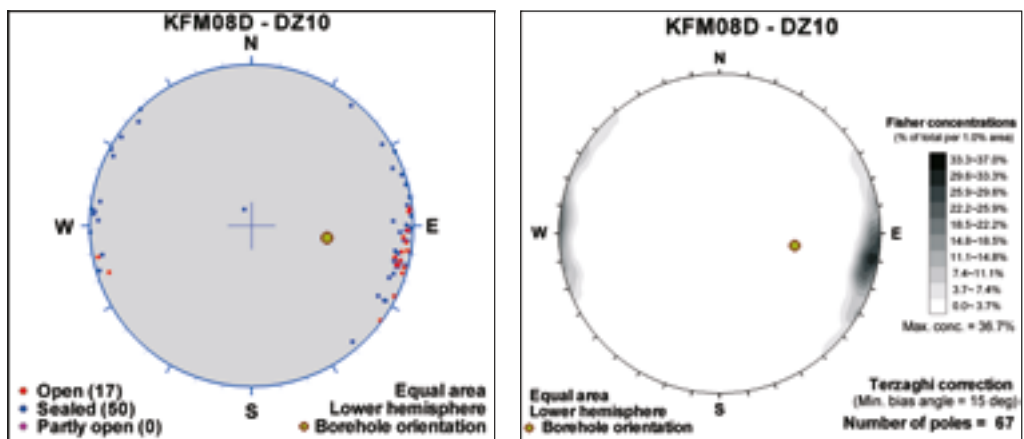 KFM08D - DZ10
N
W
E
S
Open (17)
Sealed (50)
Partly open (0)
Equal area
Lower hemisphere
Borehole orientation
KFM08D - DZ10
N
W
E
S
Fisher concentrations
(% of total per 1.0% area)
33.3~37.0%
29.6~33.3%
25.9~29.6%
22.2~25.9%
18.5~22.2%
14.8~18.5%
11.1~14.8%
7.4~11.1%
3.7~7.4%
0.0~3.7%
Max. conc. = 36.7%
Equal area
Lower hemisphere
Borehole orientation
Terzaghi correction
(Min. bias angle = 15 deg)
Number of poles = 67